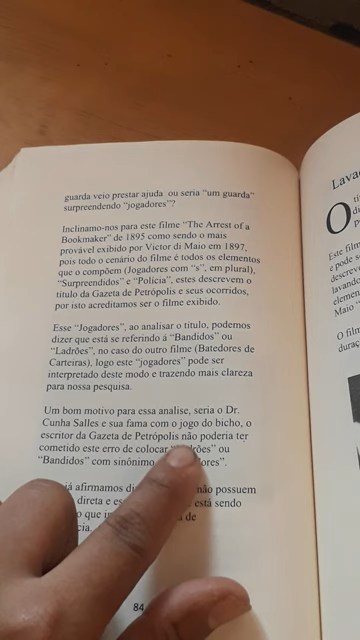 guarda veio prestar ajuda ou seria "um guarda"
surpreendendo "jogadores"?
Inclinamo-nos para este filme "The Arrest of a
Bookmaker" de 1895 como sendo o mais
provável exibido por Victor di Maio em 1897,
pois todo o cenário do filme é todos os elementos
que o compõem (Jogadores com "s", em plural),
"Surpreendidos" e "Polícia", estes descrevem o
título da Gazeta de Petrópolis e seus ocorridos,
por isto acreditamos ser o filme exibido.
Esse "Jogadores", ao analisar o título, podemos
dizer que está se referindo á "Bandidos" ou
"Ladrões", no caso do outro filme (Batedores de
Carteiras), logo este "jogadores" pode ser
interpretado deste modo e trazendo mais clareza
para nossa pesquisa.
Um bom motivo para essa analise, seria o Dr.
Cunha Salles e sua fama com o jogo do bicho, o
escritor da Gazeta de Petrópolis não poderia ter
cometido este erro de colocar ou
"Bandidos" com sinônimo
já afirmamos não possuem
direta e está sendo
o que de
84
Lava
O
Este film
e pode s
descrev
lavando
elemen
Maio
O film
duraç